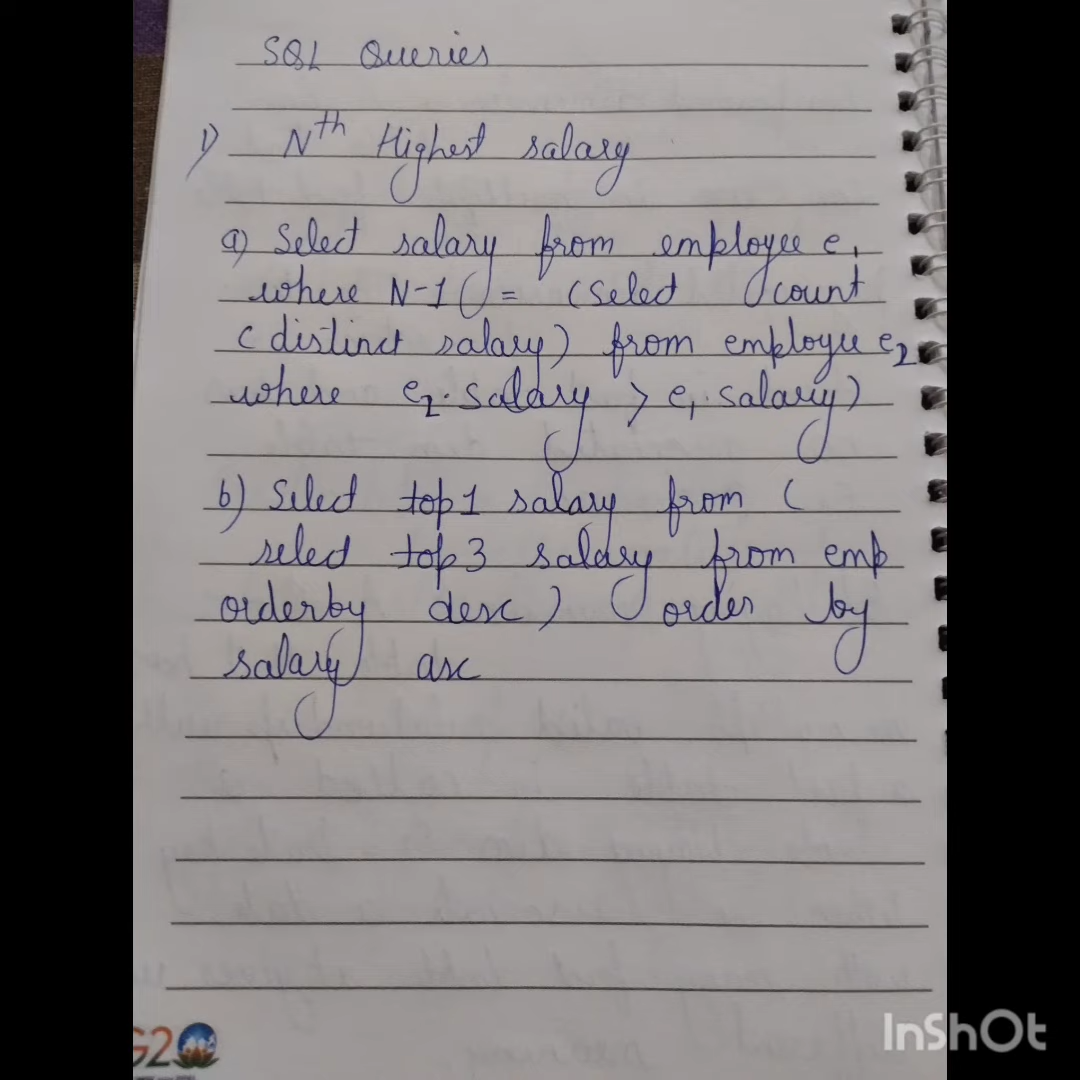 SQL Queries
1) Nth Highest salary
a) Select salary from employee e1
where N-1 = (Select count
(distinct salary) from employee e2
where e2.salary > e1.salary)
b) Select top1 salary from (
select top3 salary from emp
orderby desc) order by
salary asc
G20
InShOt